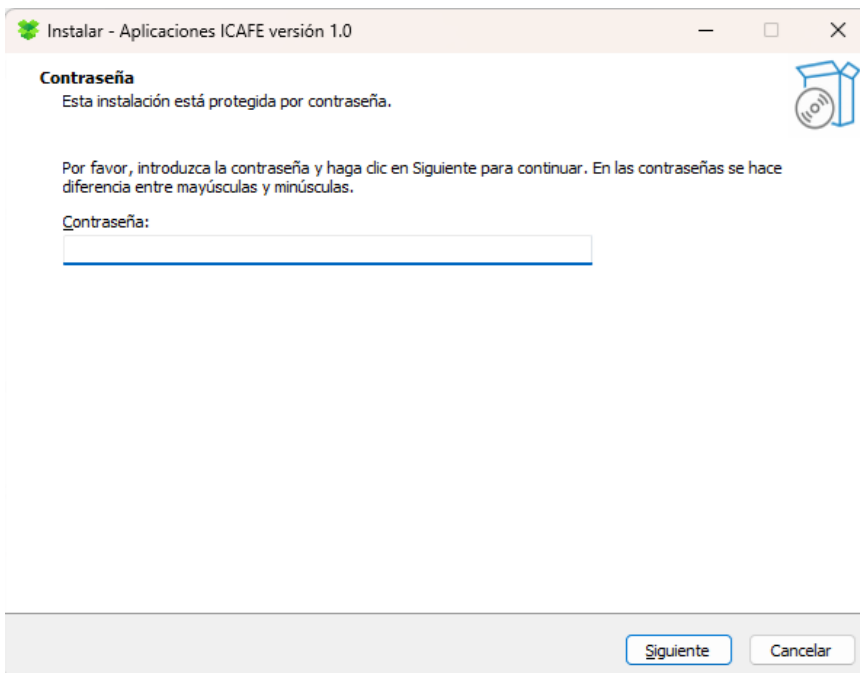 Instalar - Aplicaciones ICAFE versión 1.0
Contraseña
Esta instalación está protegida por contraseña.
Por favor, introduzca la contraseña y haga clic en Siguiente para continuar. En las contraseñas se hace
diferencia entre mayúsculas y minúsculas.
Contraseña:
Siguiente
Cancelar